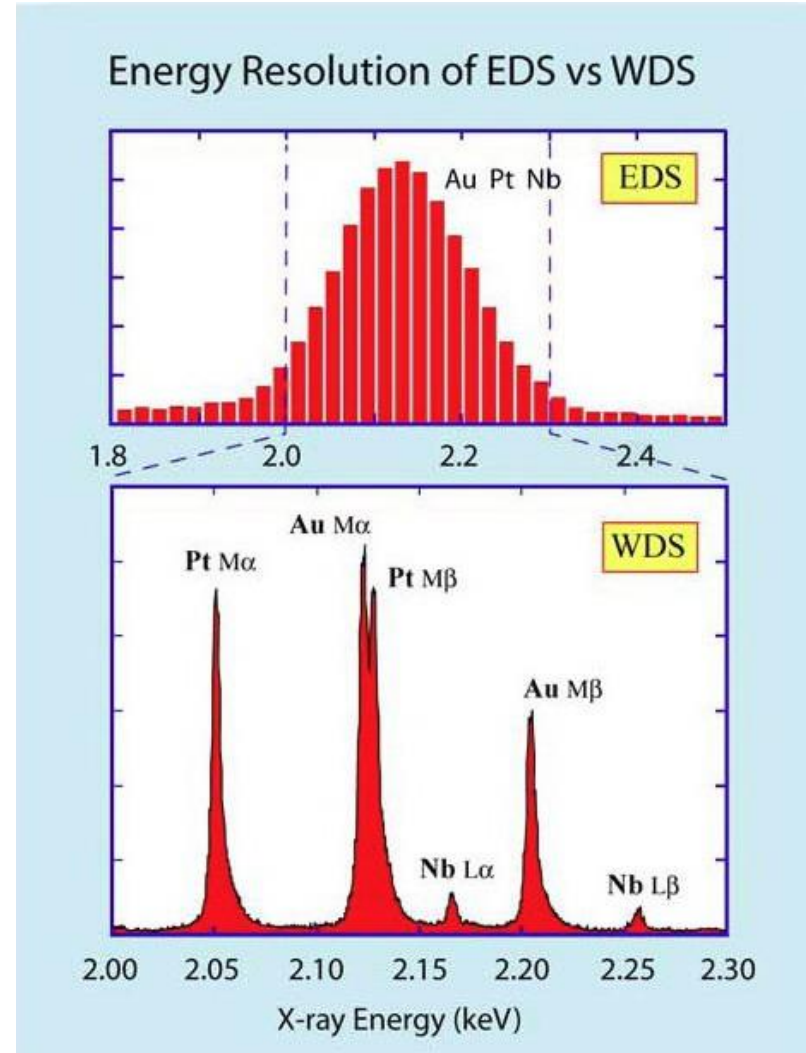 Energy Resolution of EDS vs WDS
Au Pt Nb
EDS
1.8 2.0 2.2 2.4
WDS
Au Mα
Pt Mα
Pt Mβ
Au Mβ
Nb Lα
Nb Lβ
2.00 2.05 2.10 2.15 2.20 2.25 2.30
X-ray Energy (keV)